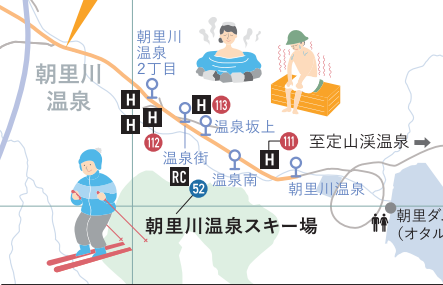 朝里川
温泉
2丁目
朝里川
温泉
H
H
113
H
H
温泉坂上
112
111
至定山渓温泉
温泉街
H
RC
温泉南
52
朝里川温泉
朝里川温泉スキー場
朝里ダ
(オタル